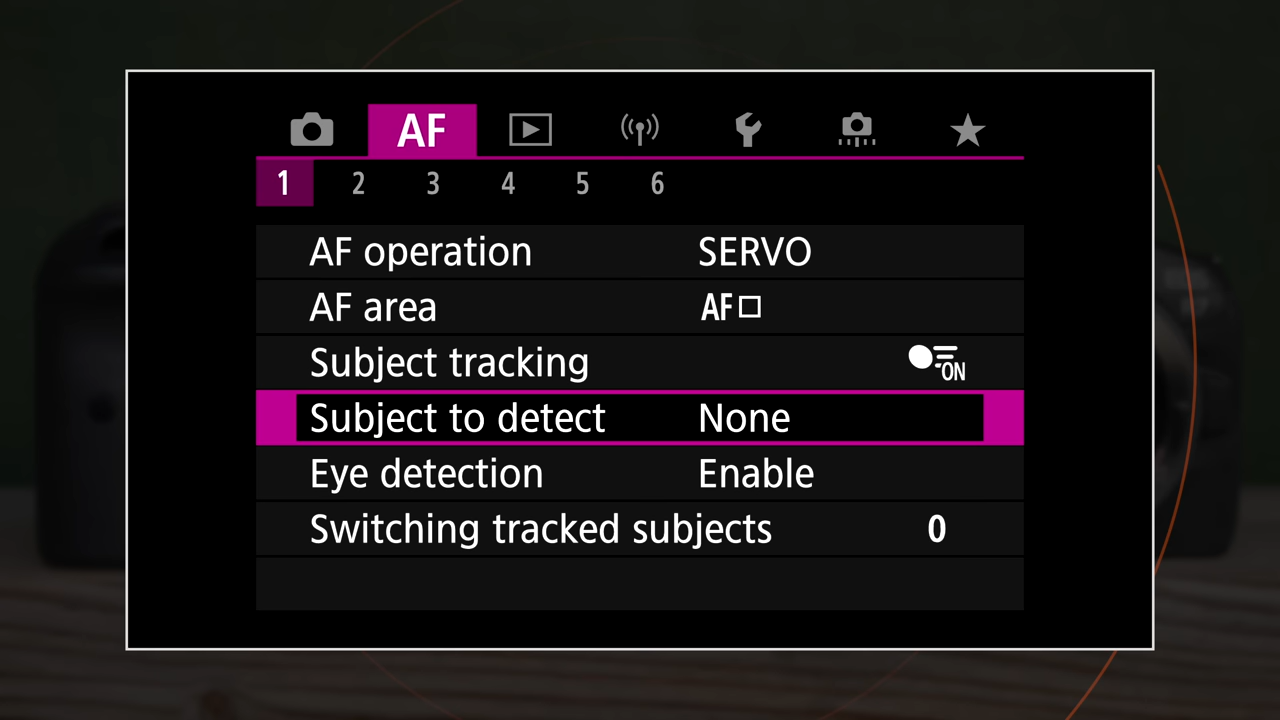 AF
1 2 3 4 5 6
AF operation SERVO
AF area AF
Subject tracking ON
Subject to detect None
Eye detection Enable
Switching tracked subjects 0